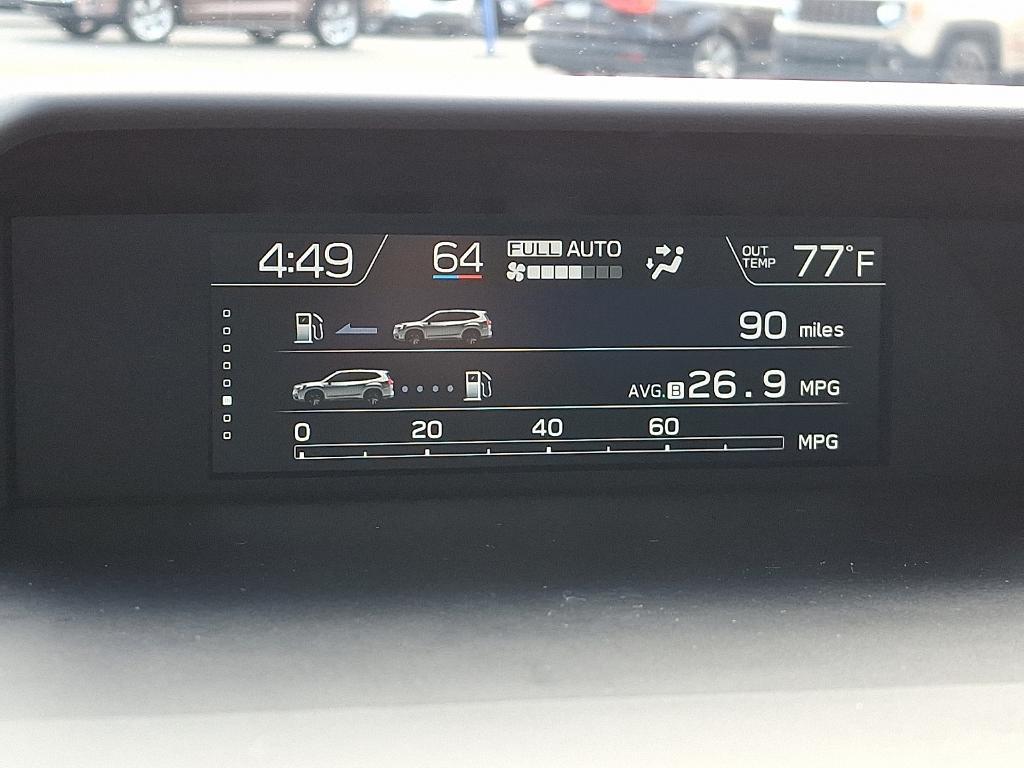 4:49 64 FULL AUTO OUT TEMP 77°F
90 miles
AVG. B 26.9 MPG
0 20 40 60 MPG